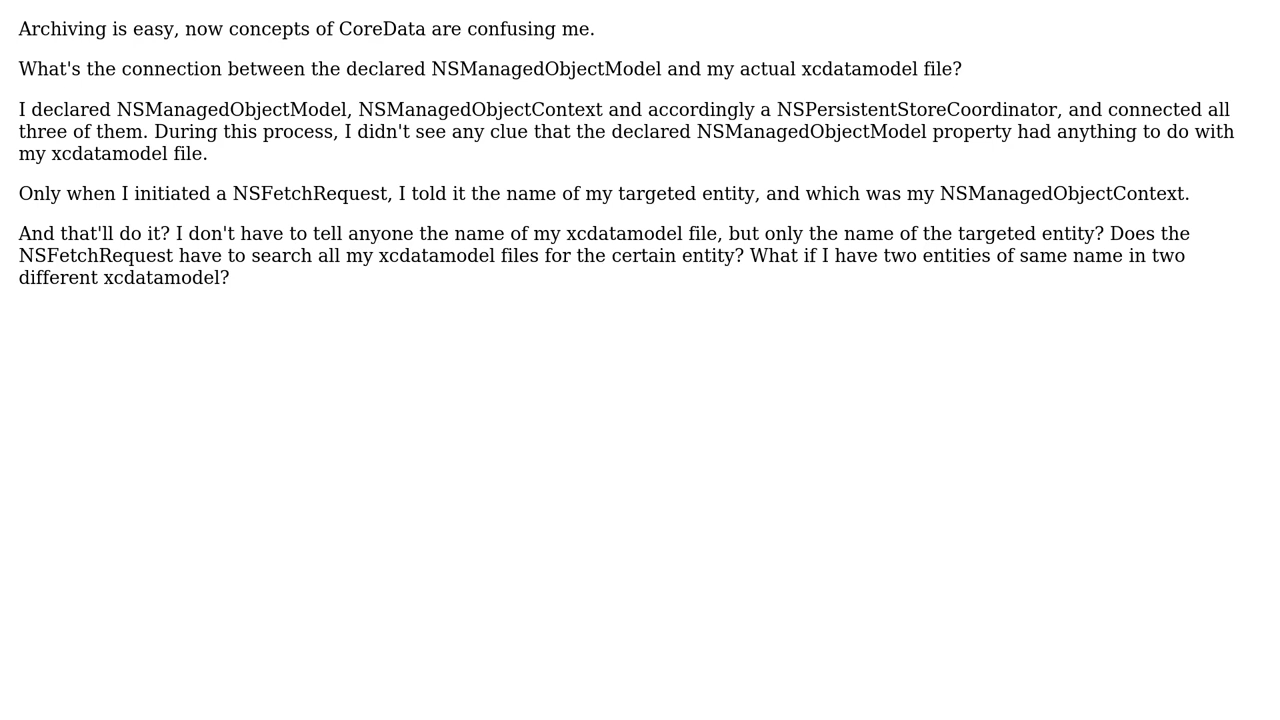 Archiving is easy, now concepts of CoreData are confusing me.
What's the connection between the declared NSManagedObjectModel and my actual xcdatamodel file?
I declared NSManagedObjectModel, NSManagedObjectContext and accordingly a NSPersistentStoreCoordinator, and connected all
three of them. During this process, I didn't see any clue that the declared NSManagedObjectModel property had anything to do with
my xcdatamodel file.
Only when I initiated a NSFetchRequest, I told it the name of my targeted entity, and which was my NSManagedObjectContext.
And that'll do it? I don't have to tell anyone the name of my xcdatamodel file, but only the name of the targeted entity? Does the
NSFetchRequest have to search all my xcdatamodel files for the certain entity? What if I have two entities of same name in two
different xcdatamodel?